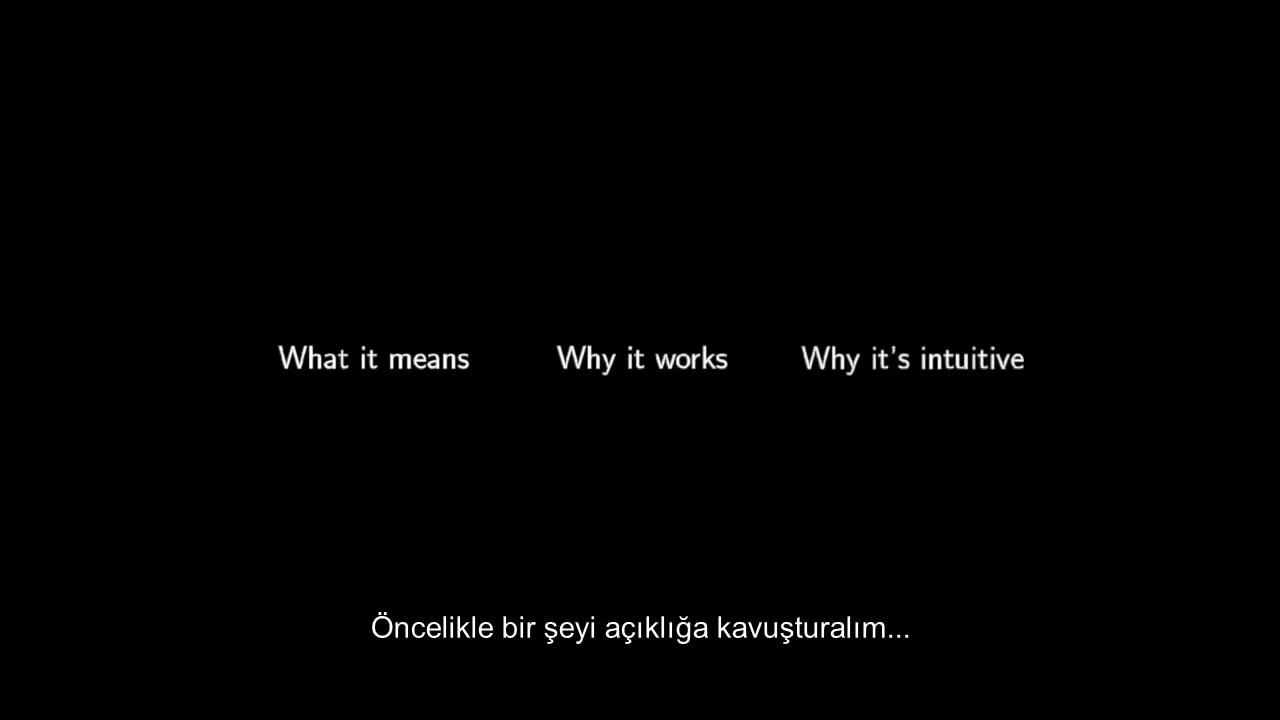 What it means Why it works Why it's intuitive
Öncelikle bir şeyi açıklığa kavuşturalım...